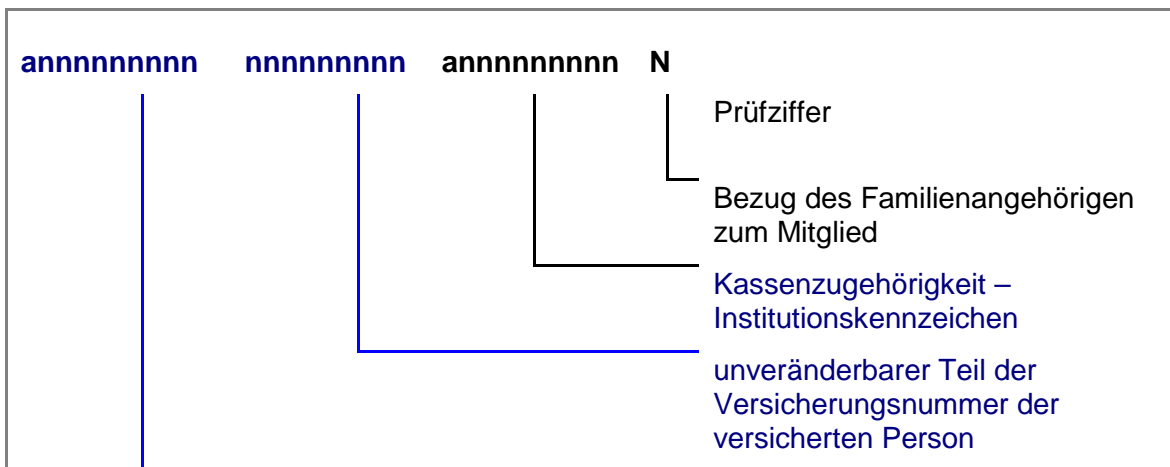 annnnnnnnn nnnnnnnnn annnnnnnnn N
Prüfziffer
Bezug des Familienangehörigen
zum Mitglied
Kassenzugehörigkeit –
Institutionskennzeichen
unveränderbarer Teil der
Versicherungsnummer der
versicherten Person